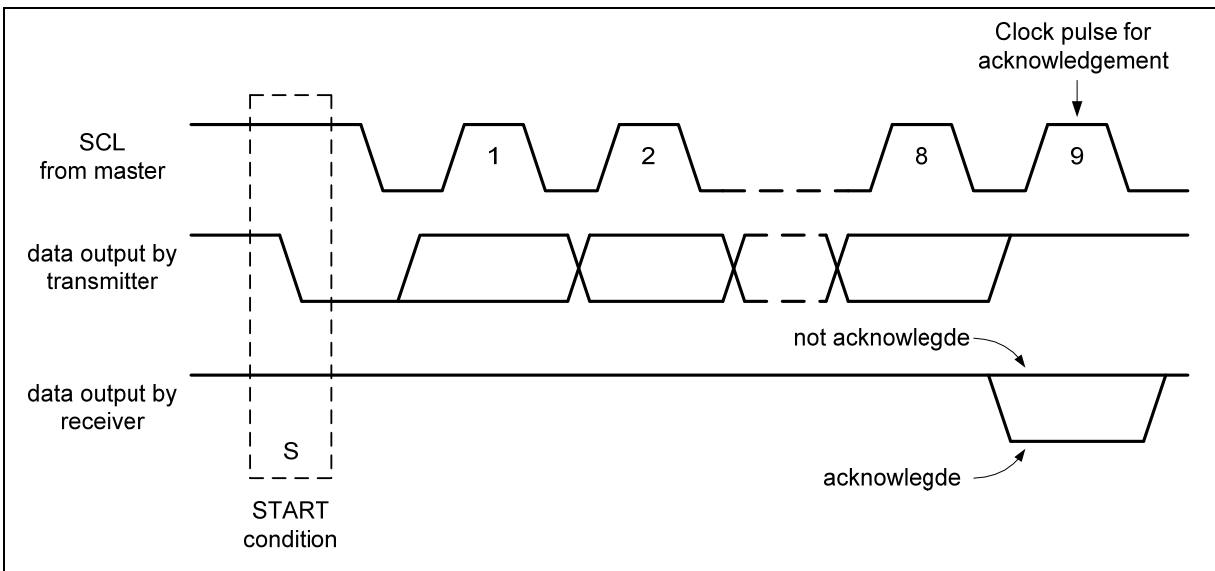 Clock pulse for
acknowledgement
SCL
from master
1
2
8
9
data output by
transmitter
not acknowlegde
data output by
receiver
S
acknowlegde
START
condition